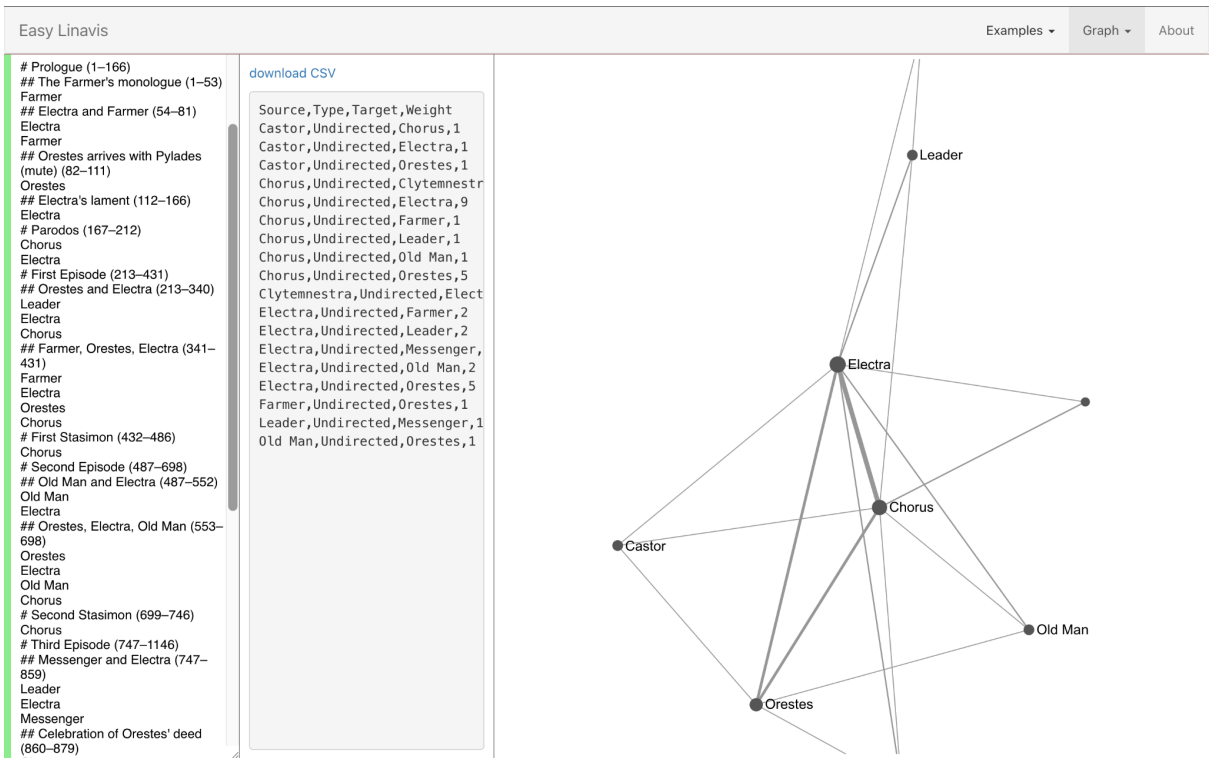 Easy Linavis
Examples
Graph
About
# Prologue (1–166)
## The Farmer's monologue (1–53)
Farmer
## Electra and Farmer (54–81)
Electra
Farmer
## Orestes arrives with Pylades
(mute) (82–111)
Orestes
## Electra's lament (112–166)
Electra
# Parodos (167–212)
Chorus
Electra
# First Episode (213–431)
## Orestes and Electra (213–340)
Leader
Electra
Chorus
## Farmer, Orestes, Electra (341–
431)
Farmer
Electra
Orestes
Chorus
# First Stasimon (432–486)
Chorus
# Second Episode (487–698)
## Old Man and Electra (487–552)
Old Man
Electra
## Orestes, Electra, Old Man (553–
698)
Orestes
Electra
Old Man
Chorus
# Second Stasimon (699–746)
Chorus
# Third Episode (747–1146)
## Messenger and Electra (747–
859)
Leader
Electra
Messenger
## Celebration of Orestes' deed
(860–879)
download CSV
Source,Type,Target,Weight
Castor,Undirected,Chorus,1
Castor,Undirected,Electra,1
Castor,Undirected,Orestes,1
Chorus,Undirected,Clytemnestr
Chorus,Undirected,Electra,9
Chorus,Undirected,Farmer,1
Chorus,Undirected,Leader,1
Chorus,Undirected,Old Man,1
Chorus,Undirected,Orestes,5
Clytemnestra,Undirected,Elect
Electra,Undirected,Farmer,2
Electra,Undirected,Leader,2
Electra,Undirected,Messenger,
Electra,Undirected,Old Man,2
Electra,Undirected,Orestes,5
Farmer,Undirected,Orestes,1
Leader,Undirected,Messenger,1
Old Man,Undirected,Orestes,1
Leader
Electra
Chorus
Castor
Old Man
Orestes